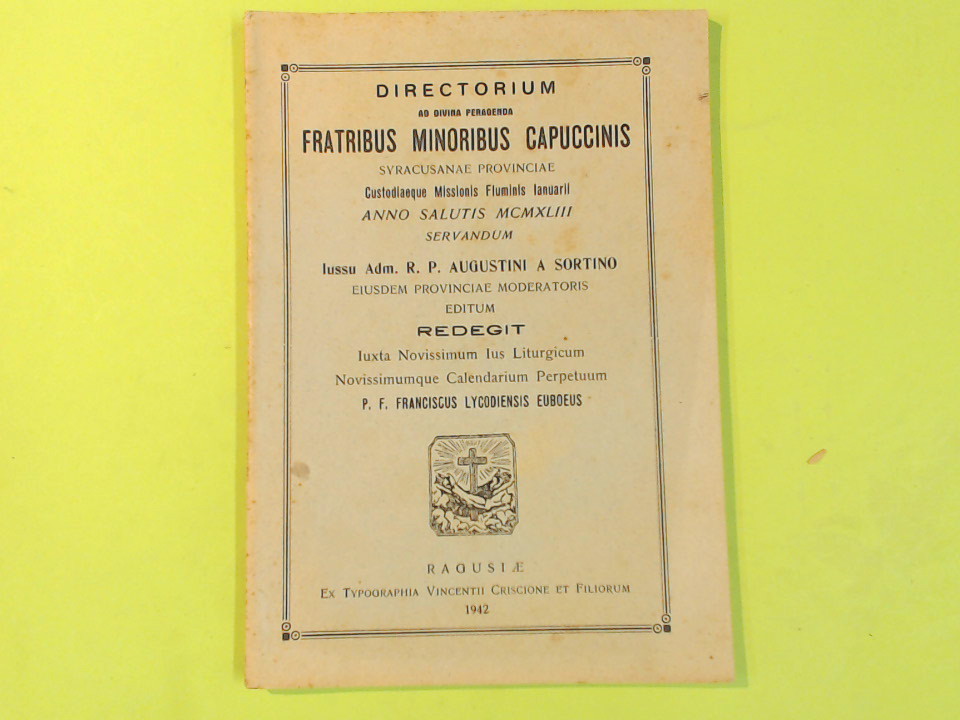 DIRECTORIUM
AD DIVINA PERAGENDA
FRATRIBUS MINORIBUS CAPUCCINIS
SYRACUSANAE PROVINCIAE
Custodiaeque Missionis Fluminis Ianuarii
ANNO SALUTIS MCMXLIII
SERVANDUM
Iussu Adm. R. P. AUGUSTINI A SORTINO
EIUSDEM PROVINCIAE MODERATORIS
EDITUM
REDEGIT
Iuxta Novissimum Ius Liturgicum
Novissimumque Calendarium Perpetuum
P. F. FRANCISCUS LYCODIENSIS EUBOEUS
RAGUSIÆ
EX TYPOGRAPHIA VINCENTII CRISCIONE ET FILIORUM
1942